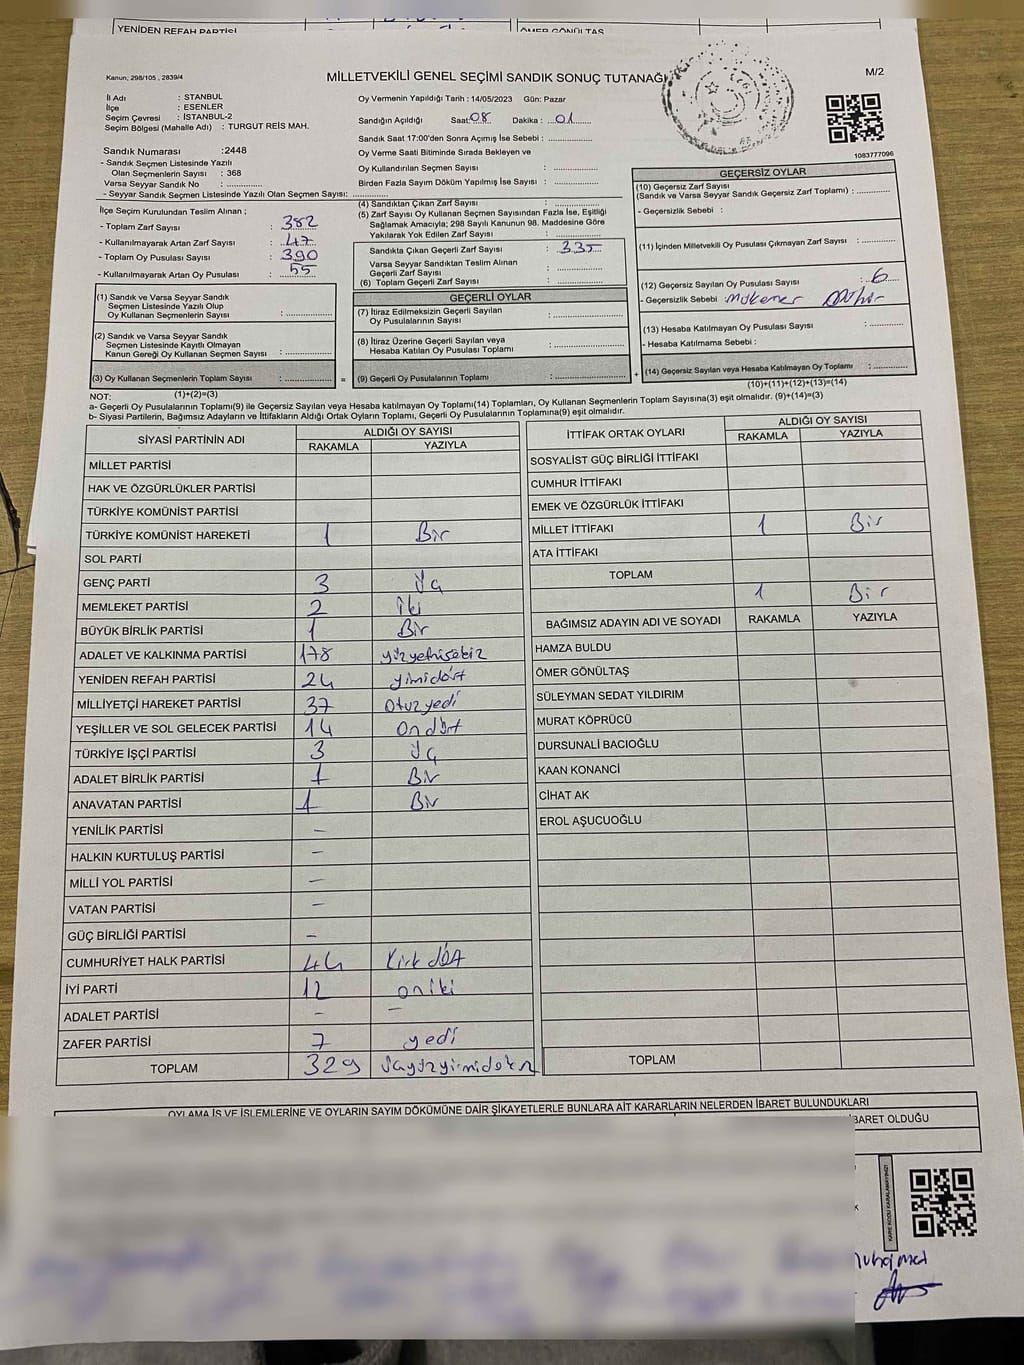 YENİDEN REFAH PARTİSİ
ÖMER GÖNÜLTAŞ
Kanun; 298/105 , 2839/4
MİLLETVEKİLİ GENEL SEÇİMİ SANDIK SONUÇ TUTANAĞI
M/2
İl Adı : STANBUL
İlçe : ESENLER
Seçim Çevresi : İSTANBUL-2
Seçim Bölgesi (Mahalle Adı) : TURGUT REİS MAH.
Sandık Numarası :2448
- Sandık Seçmen Listesinde Yazılı
Olan Seçmenlerin Sayısı : 368
Varsa Seyyar Sandık No : ..............
- Seyyar Sandık Seçmen Listesinde Yazılı Olan Seçmen Sayısı: ..............
İlçe Seçim Kurulundan Teslim Alınan ;
- Toplam Zarf Sayısı : 382
- Kullanılmayarak Artan Zarf Sayısı : 47
- Toplam Oy Pusulası Sayısı : 390
- Kullanılmayarak Artan Oy Pusulası : 55
Oy Vermenin Yapıldığı Tarih : 14/05/2023 Gün: Pazar
Sandığın Açıldığı Saat: 08 Dakika : 01
Sandık Saat 17:00'den Sonra Açımış İse Sebebi : ..............
Oy Verme Saati Bitiminde Sırada Bekleyen ve
Oy Kullandırılan Seçmen Sayısı : ..............
Birden Fazla Sayım Döküm Yapılmış İse Sayısı : ..............
(4) Sandıktan Çıkan Zarf Sayısı : ..............
(5) Zarf Sayısı Oy Kullanan Seçmen Sayısından Fazla İse, Eşitliği
Sağlamak Amacıyla; 298 Sayılı Kanunun 98. Maddesine Göre
Yakılarak Yok Edilen Zarf Sayısı : ..............
Sandıkta Çıkan Geçerli Zarf Sayısı : 335
Varsa Seyyar Sandıktan Teslim Alınan
Geçerli Zarf Sayısı : ..............
(6) Toplam Geçerli Zarf Sayısı : ..............
1083777096
GEÇERSİZ OYLAR
(10) Geçersiz Zarf Sayısı
(Sandık ve Varsa Seyyar Sandık Geçersiz Zarf Toplamı) : ..............
- Geçersizlik Sebebi :
(11) İçinden Milletvekili Oy Pusulası Çıkmayan Zarf Sayısı : ..............
(12) Geçersiz Sayılan Oy Pusulası Sayısı : 6
- Geçersizlik Sebebi :
(13) Hesaba Katılmayan Oy Pusulası Sayısı : ..............
- Hesaba Katılmama Sebebi :
(14) Geçersiz Sayılan veya Hesaba Katılmayan Oy Toplamı : ..............
(10)+(11)+(12)+(13)=(14)
(1) Sandık ve Varsa Seyyar Sandık
Seçmen Listesinde Yazılı Olup
Oy Kullanan Seçmenlerin Sayısı : ..............
(2) Sandık ve Varsa Seyyar Sandık
Seçmen Listesinde Kayıtlı Olmayan
Kanun Gereği Oy Kullanan Seçmen Sayısı : ..............
(3) Oy Kullanan Seçmenlerin Toplam Sayısı : .............. =
(1)+(2)=(3)
GEÇERLİ OYLAR
(7) İtiraz Edilmeksizin Geçerli Sayılan
Oy Pusulalarının Sayısı : ..............
(8) İtiraz Üzerine Geçerli Sayılan veya
Hesaba Katılan Oy Pusulası Toplamı : ..............
(9) Geçerli Oy Pusulalarının Toplamı : .............. +
NOT:
a- Geçerli Oy Pusulalarının Toplamı(9) ile Geçersiz Sayılan veya Hesaba katılmayan Oy Toplamı(14) Toplamları, Oy Kullanan Seçmenlerin Toplam Sayısına(3) eşit olmalıdır. (9)+(14)=(3)
b- Siyasi Partilerin, Bağımsız Adayların ve İttifakların Aldığı Ortak Oyların Toplamı, Geçerli Oy Pusulalarının Toplamına(9) eşit olmalıdır.
SİYASİ PARTİNİN ADI
ALDIĞI OY SAYISI
RAKAMLA YAZIYLA
MİLLET PARTİSİ
HAK VE ÖZGÜRLÜKLER PARTİSİ
TÜRKİYE KOMÜNİST PARTİSİ
TÜRKİYE KOMÜNİST HAREKETİ 1 Bir
SOL PARTİ
GENÇ PARTİ 3 Üç
MEMLEKET PARTİSİ 2 iki
BÜYÜK BİRLİK PARTİSİ 1 Bir
ADALET VE KALKINMA PARTİSİ 178 yüzyetmişsekiz
YENİDEN REFAH PARTİSİ 24 yimidört
MİLLİYETÇİ HAREKET PARTİSİ 37 Otuzyedi
YEŞİLLER VE SOL GELECEK PARTİSİ 14 Ondört
TÜRKİYE İŞÇİ PARTİSİ 3 Üç
ADALET BİRLİK PARTİSİ 1 Bir
ANAVATAN PARTİSİ 1 Bir
YENİLİK PARTİSİ –
HALKIN KURTULUŞ PARTİSİ –
MİLLİ YOL PARTİSİ –
VATAN PARTİSİ –
GÜÇ BİRLİĞİ PARTİSİ –
CUMHURİYET HALK PARTİSİ 44 Kırk dört
İYİ PARTİ 12 oniki
ADALET PARTİSİ – –
ZAFER PARTİSİ 7 yedi
TOPLAM 329 üçyüzyirmidokuz
İTTİFAK ORTAK OYLARI
ALDIĞI OY SAYISI
RAKAMLA YAZIYLA
SOSYALİST GÜÇ BİRLİĞİ İTTİFAKI
CUMHUR İTTİFAKI
EMEK VE ÖZGÜRLÜK İTTİFAKI
MİLLET İTTİFAKI 1 Bir
ATA İTTİFAKI
TOPLAM
1 Bir
BAĞIMSIZ ADAYIN ADI VE SOYADI RAKAMLA YAZIYLA
HAMZA BULDU
ÖMER GÖNÜLTAŞ
SÜLEYMAN SEDAT YILDIRIM
MURAT KÖPRÜCÜ
DURSUNALİ BACIOĞLU
KAAN KONANCİ
CİHAT AK
EROL AŞUCUOĞLU
TOPLAM
OYLAMA İŞ VE İŞLEMLERİNE VE OYLARIN SAYIM DÖKÜMÜNE DAİR ŞİKAYETLERLE BUNLARA AİT KARARLARIN NELERDEN İBARET BULUNDUKLARI
İBARET OLDUĞU
KARE KODU KARALAMAYINIZ!